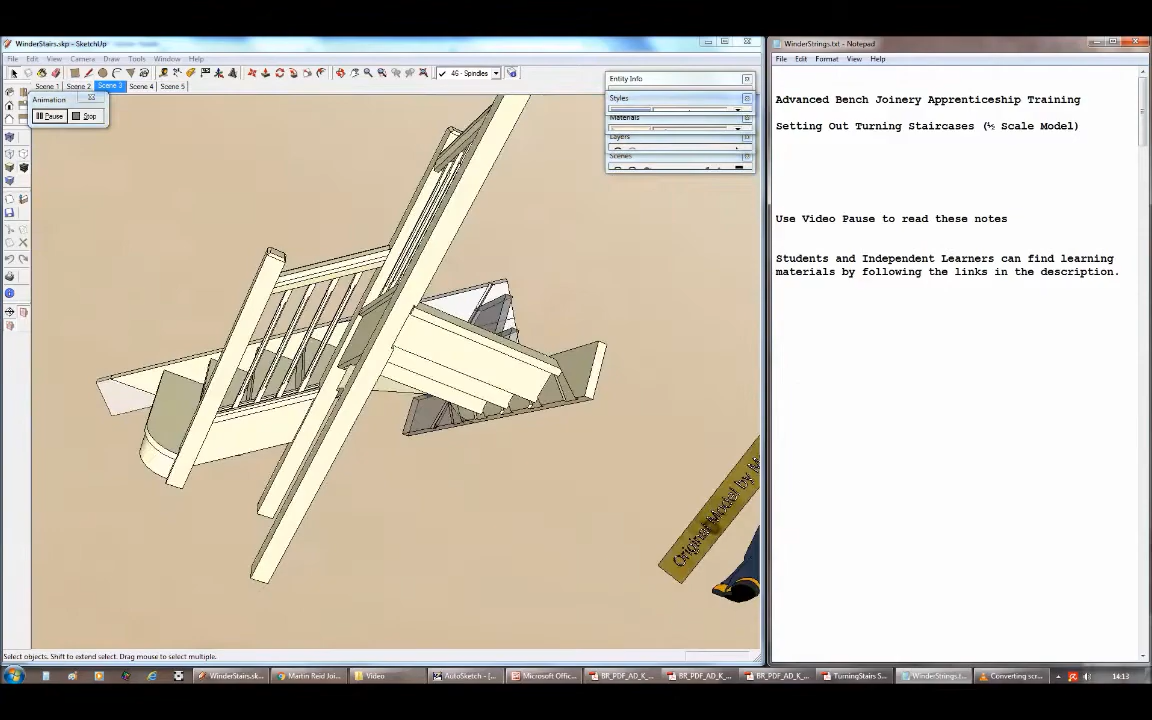 WinderStairs.skp - SketchUp
File Edit View Camera Draw Tools Window Help
46 - Spindles
Scene 1 Scene 2 Scene 3 Scene 4 Scene 5
Animation
Pause Stop
Entity Info
Styles
Materials
Layers
Scenes
Original Model by
Select objects. Shift to extend select. Drag mouse to select multiple.
WinderStrings.txt - Notepad
File Edit Format View Help
Advanced Bench Joinery Apprenticeship Training
Setting Out Turning Staircases (½ Scale Model)
Use Video Pause to read these notes
Students and Independent Learners can find learning
materials by following the links in the description.
WinderStairs.sk... Martin Reid Joi... Video AutoSketch - [... Microsoft Offic... BR_PDF_AD_K_... BR_PDF_AD_K_... BR_PDF_AD_K_... TurningStairs S... WinderStrings.t... Converting scr... 14:13